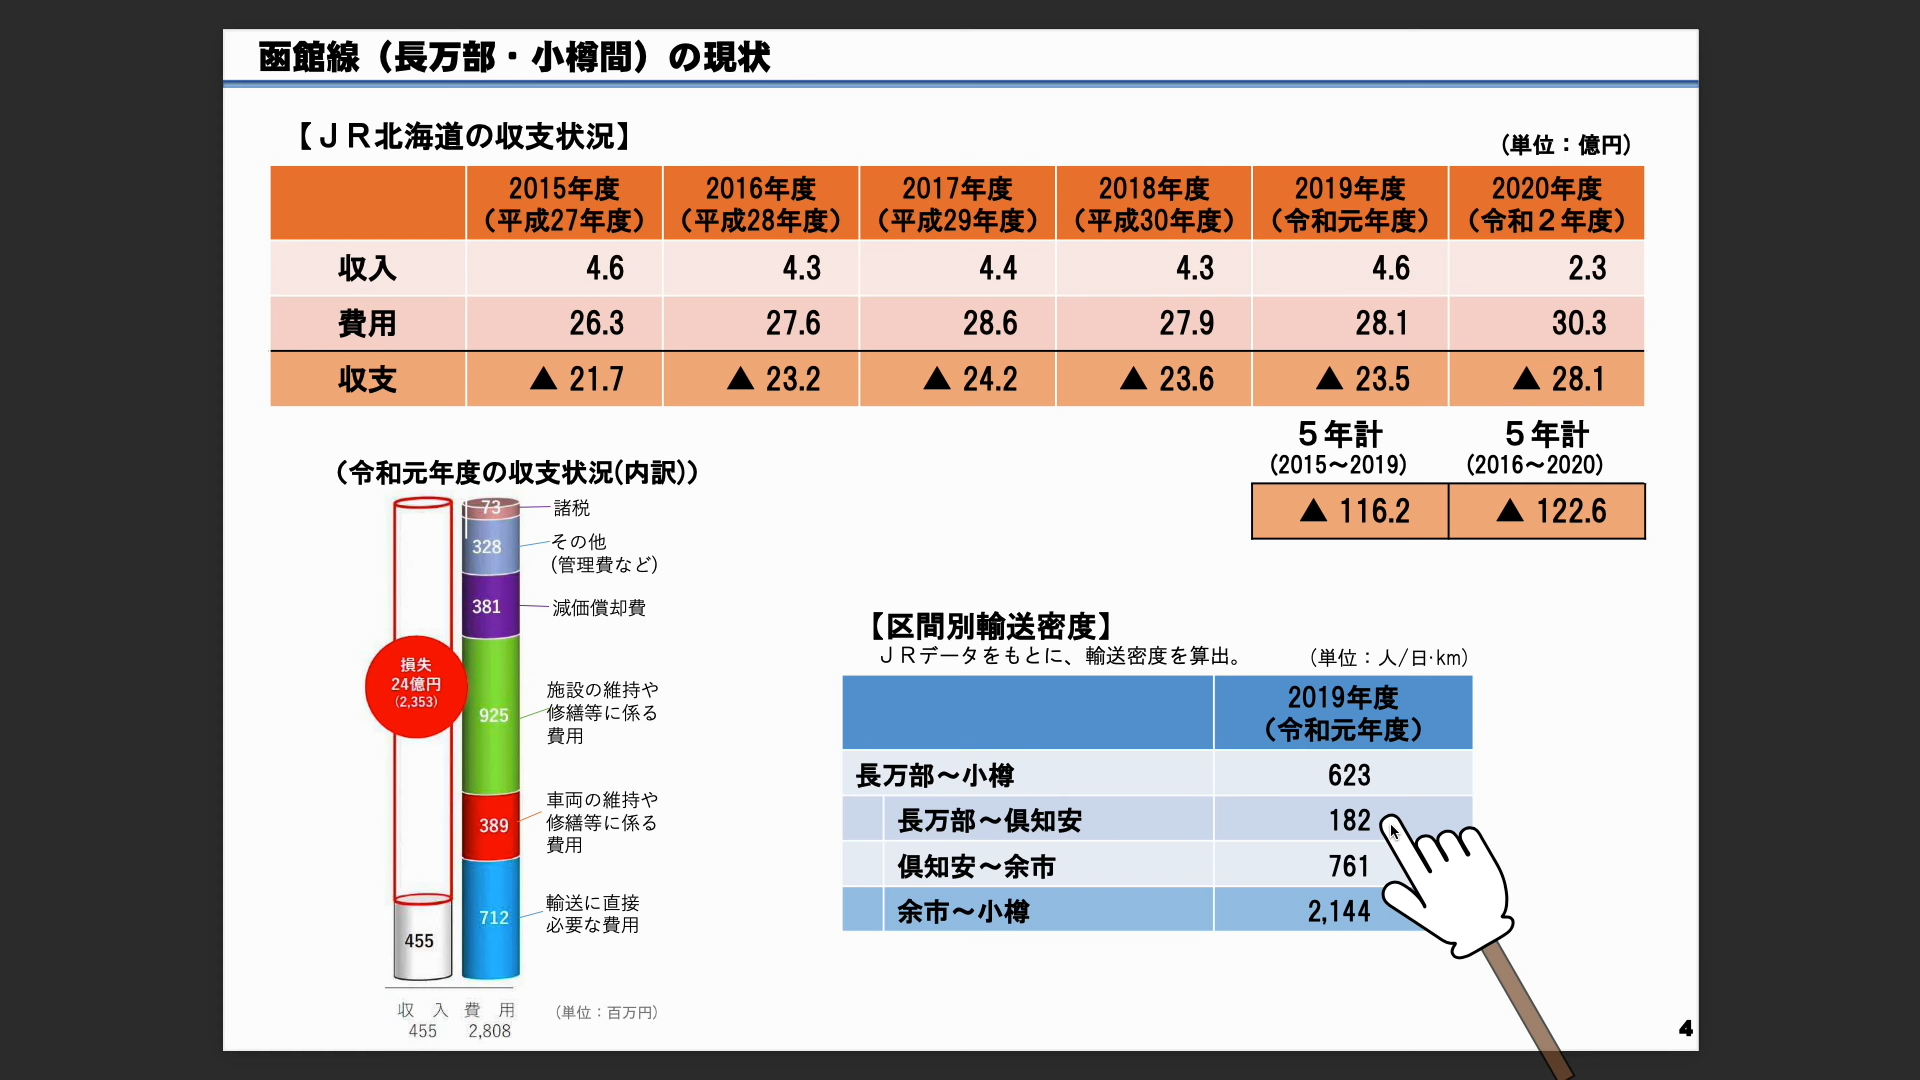 函館線（長万部・小樽間）の現状
【ＪＲ北海道の収支状況】
（単位：億円）
2015年度 2016年度 2017年度 2018年度 2019年度 2020年度
（平成27年度） （平成28年度） （平成29年度） （平成30年度） （令和元年度） （令和２年度）
収入 4.6 4.3 4.4 4.3 4.6 2.3
費用 26.3 27.6 28.6 27.9 28.1 30.3
収支 ▲ 21.7 ▲ 23.2 ▲ 24.2 ▲ 23.6 ▲ 23.5 ▲ 28.1
５年計 ５年計
（2015～2019） （2016～2020）
▲ 116.2 ▲ 122.6
（令和元年度の収支状況(内訳)）
73 諸税
328 その他
(管理費など)
381 減価償却費
損失
24億円
(2,353)
925 施設の維持や
修繕等に係る
費用
389 車両の維持や
修繕等に係る
費用
712 輸送に直接
必要な費用
455
収 入 費 用 （単位：百万円）
455 2,808
【区間別輸送密度】
ＪＲデータをもとに、輸送密度を算出。 （単位：人/日･km）
2019年度
（令和元年度）
長万部～小樽 623
長万部～倶知安 182
倶知安～余市 761
余市～小樽 2,144
4